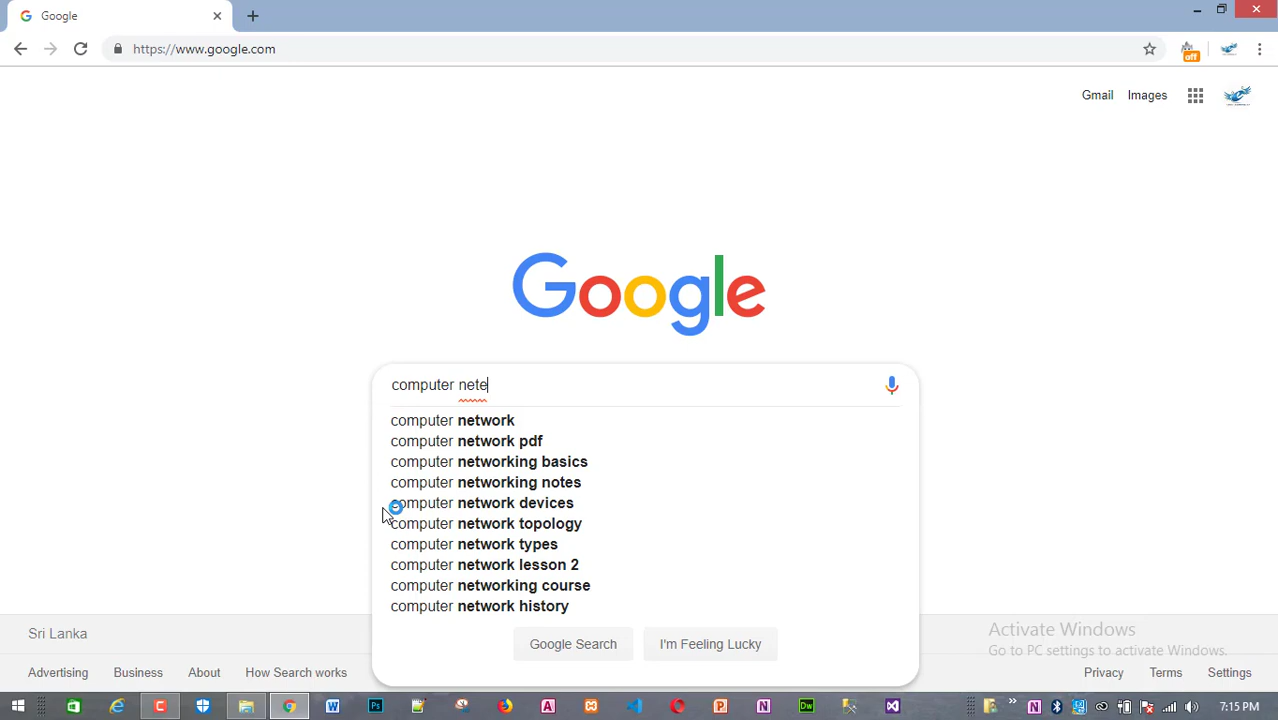 Google
https://www.google.com
off
Gmail Images
Google
computer nete
computer network
computer network pdf
computer networking basics
computer networking notes
computer network devices
computer network topology
computer network types
computer network lesson 2
computer networking course
computer network history
Google Search I'm Feeling Lucky
Sri Lanka
Activate Windows
Go to PC settings to activate Windows.
Advertising Business About How Search works Privacy Terms Settings
7:15 PM